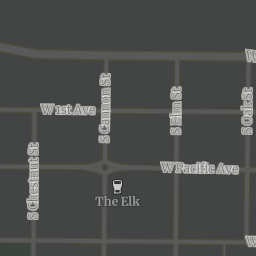 W
W 1st Ave
S Cannon St
S Elm St
S Oak St
S Chestnut St
W Pacific Ave
The Elk
W